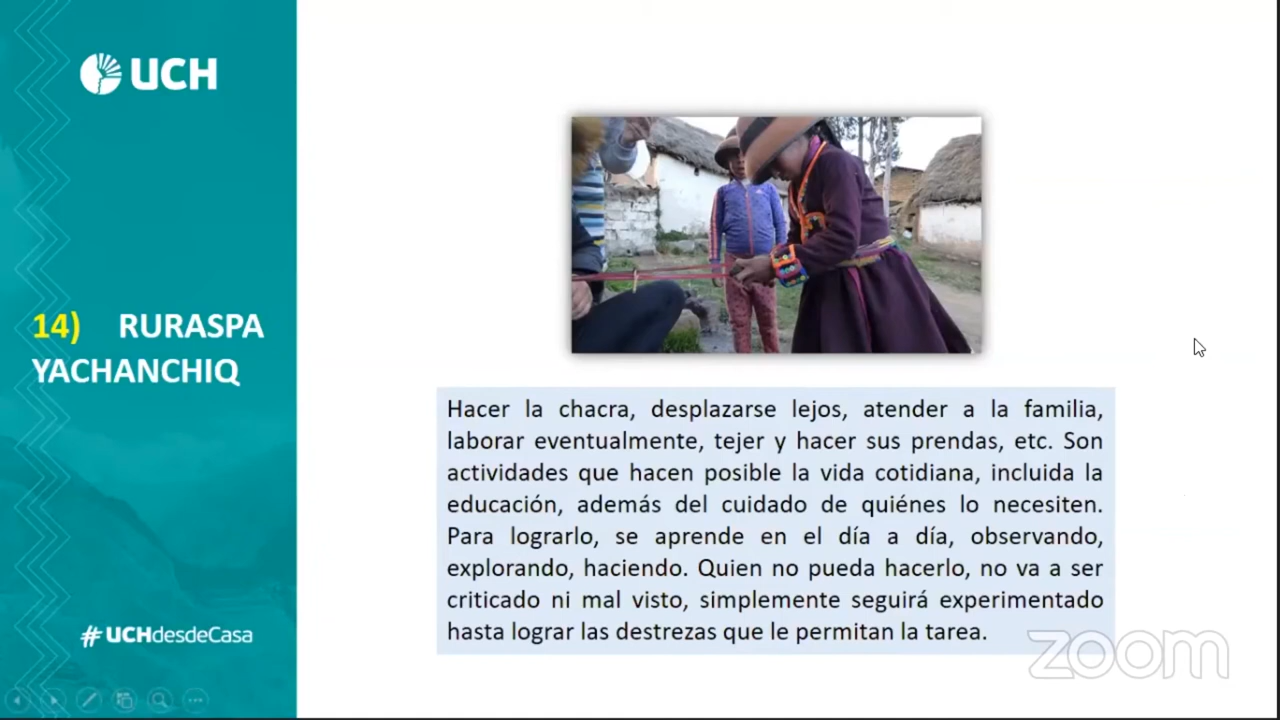 UCH
14) RURASPA
YACHANCHIQ
#UCHdesdeCasa
Hacer la chacra, desplazarse lejos, atender a la familia,
laborar eventualmente, tejer y hacer sus prendas, etc. Son
actividades que hacen posible la vida cotidiana, incluida la
educación, además del cuidado de quiénes lo necesiten.
Para lograrlo, se aprende en el día a día, observando,
explorando, haciendo. Quien no pueda hacerlo, no va a ser
criticado ni mal visto, simplemente seguirá experimentado
hasta lograr las destrezas que le permitan la tarea.
zoom